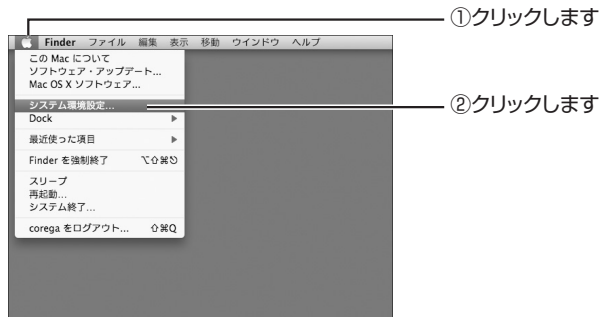 ①クリックします
Finder ファイル 編集 表示 移動 ウインドウ ヘルプ
この Mac について
ソフトウェア・アップデート...
Mac OS X ソフトウェア...
システム環境設定...
②クリックします
Dock ▶
最近使った項目 ▶
Finder を強制終了 ⌥⇧⌘⎋
スリープ
再起動...
システム終了...
corega をログアウト... ⇧⌘Q